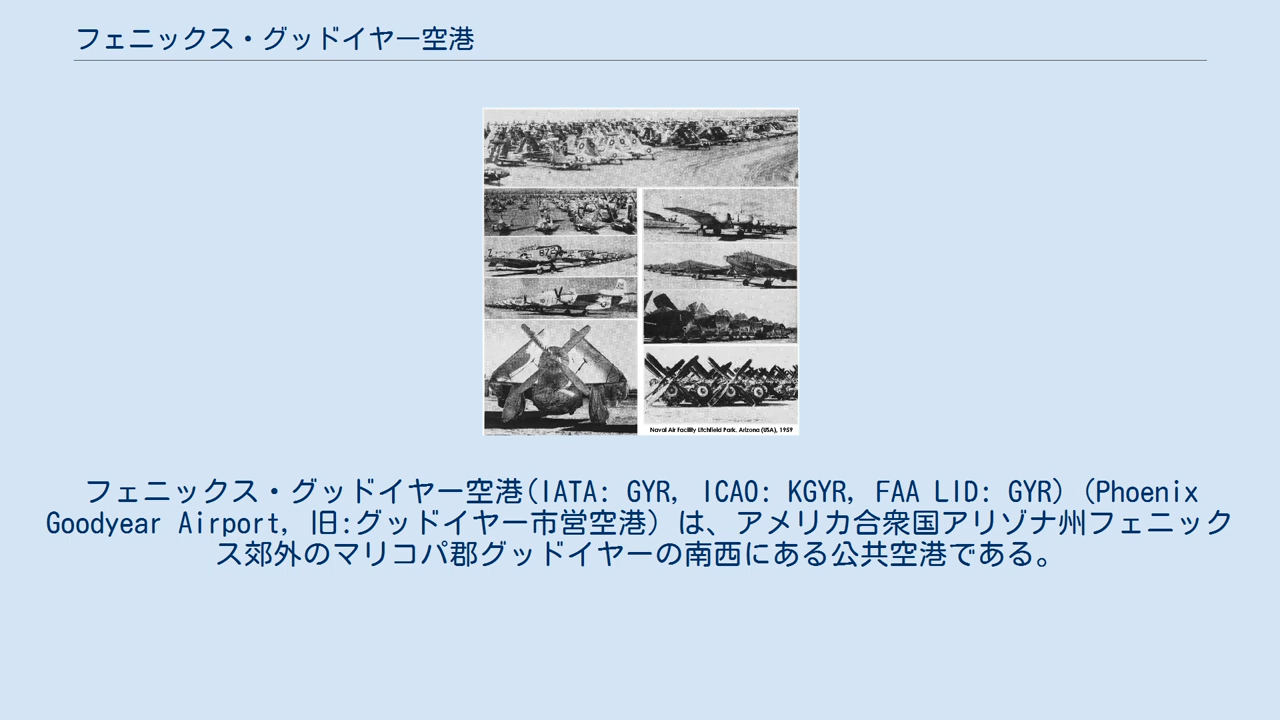 フェニックス・グッドイヤー空港
Naval Air Facility Litchfield Park, Arizona (USA), 1959
フェニックス・グッドイヤー空港(IATA: GYR, ICAO: KGYR, FAA LID: GYR) (Phoenix
Goodyear Airport, 旧:グッドイヤー市営空港) は、アメリカ合衆国アリゾナ州フェニック
ス郊外のマリコパ郡グッドイヤーの南西にある公共空港である。